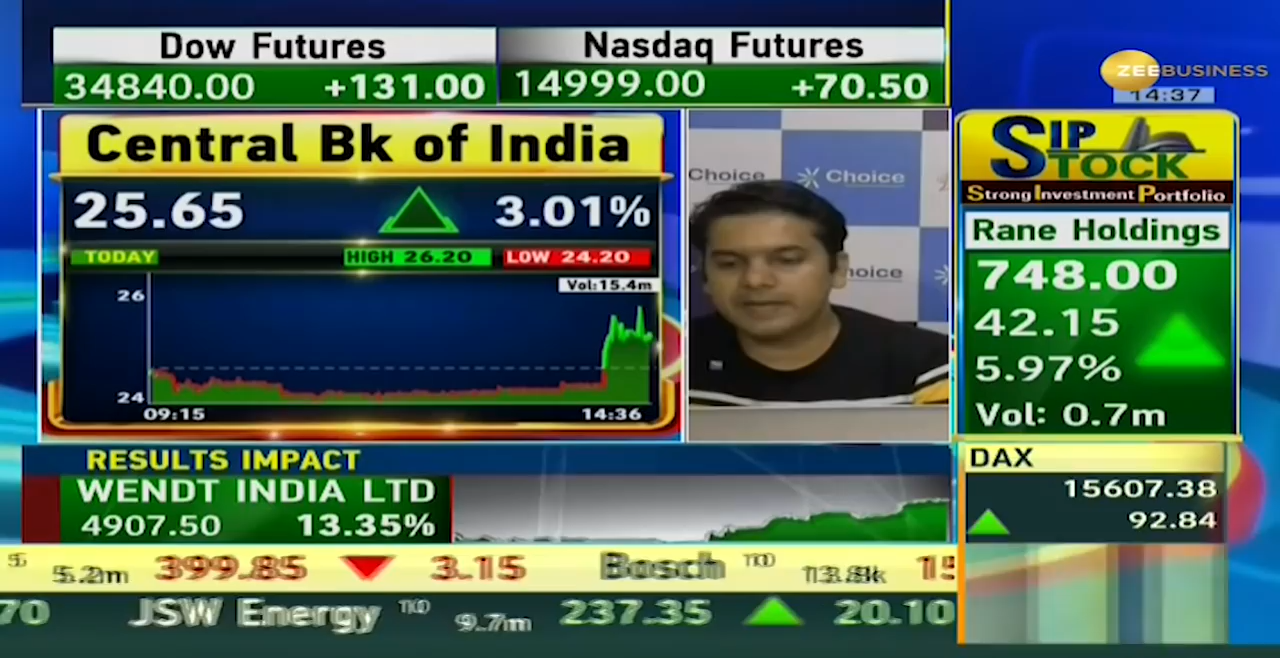 Dow Futures
34840.00 +131.00
Nasdaq Futures
14999.00 +70.50
ZEEBUSINESS
14:37
Central Bk of India
25.65 3.01%
TODAY HIGH 26.20 LOW 24.20
Vol:15.4m
26
24
09:15 14:36
Choice
Choice
hoice
SIP STOCK
Strong Investment Portfolio
Rane Holdings
748.00
42.15
5.97%
Vol: 0.7m
RESULTS IMPACT
WENDT INDIA LTD
4907.50 13.35%
DAX
15607.38
92.84
5.2m 399.85 3.15 Bosch
70 JSW Energy 9.7m 237.35 20.10